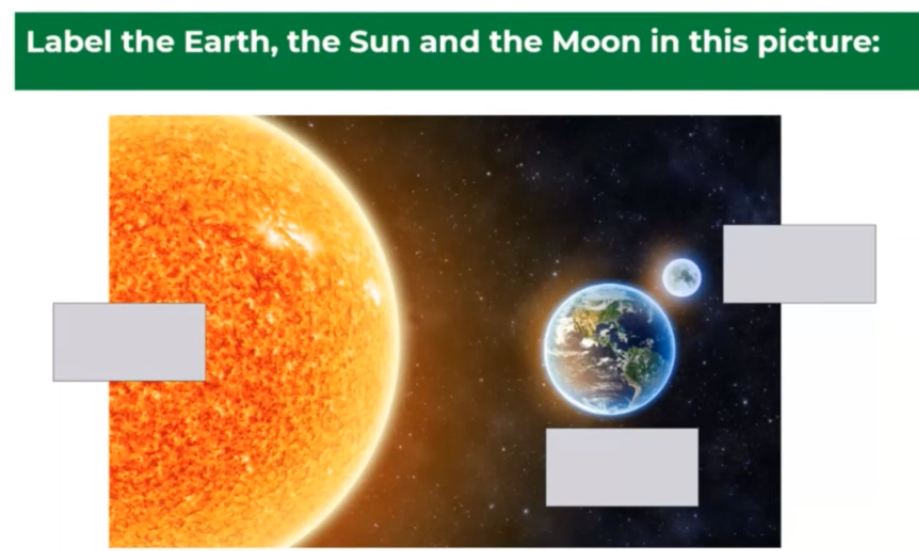 Label the Earth, the Sun and the Moon in this picture: